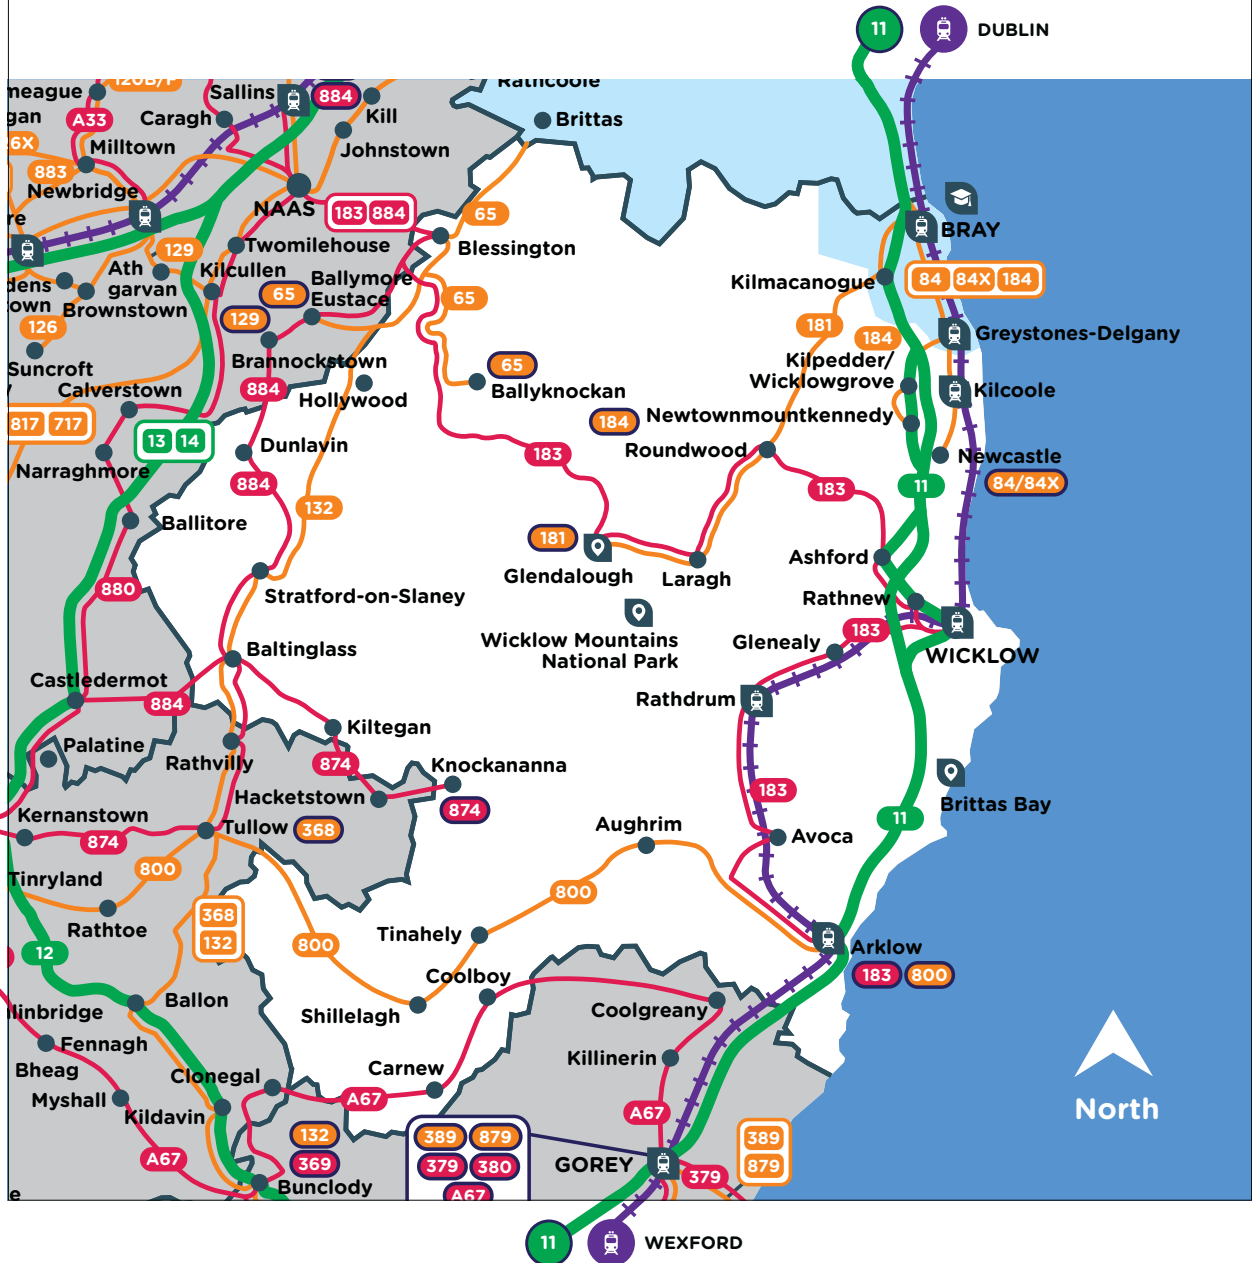 11
DUBLIN
Rathcoole
120B/F
meague
Sallins
884
Kill
Brittas
gan
A33
Caragh
6X
Milltown
Johnstown
883
Newbridge
NAAS
183 884
65
re
BRAY
Twomilehouse
Blessington
129
Ath
garvan
Kilcullen
Ballymore
Eustace
65
65
Kilmacanogue
84 84X 184
dens
town
Brownstown
129
126
181
184
Greystones-Delgany
Suncroft
Brannockstown
65
Kilpedder/
Wicklowgrove
Calverstown
884
Hollywood
Ballyknockan
Kilcoole
817 717
184
Newtownmountkennedy
13 14
Dunlavin
183
Roundwood
Newcastle
Narraghmore
884
183
11
84/84X
132
Ballitore
181
Ashford
Glendalough
Laragh
880
Stratford-on-Slaney
Rathnew
Wicklow Mountains
National Park
Glenealy
183
WICKLOW
Baltinglass
Castledermot
884
Rathdrum
Kiltegan
Palatine
Rathvilly
874
Knockananna
Hacketstown
874
183
Brittas Bay
Kernanstown
874
Tullow
368
Aughrim
Avoca
11
800
Tinryland
800
Rathtoe
368
132
800
Tinahely
Arklow
12
183 800
Coolboy
Ballon
Shillelagh
Coolgreany
llinbridge
Fennagh
Killinerin
Bheag
Clonegal
Carnew
Myshall
A67
A67
North
Kildavin
132
389 879
389
369
379 380
GOREY
879
A67
379
A67
Bunclody
e
11
WEXFORD